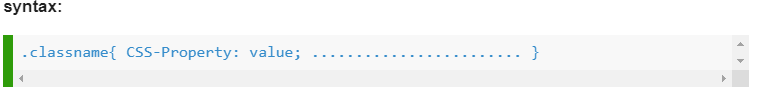 syntax:
.classname{ CSS-Property: value; ........................ }